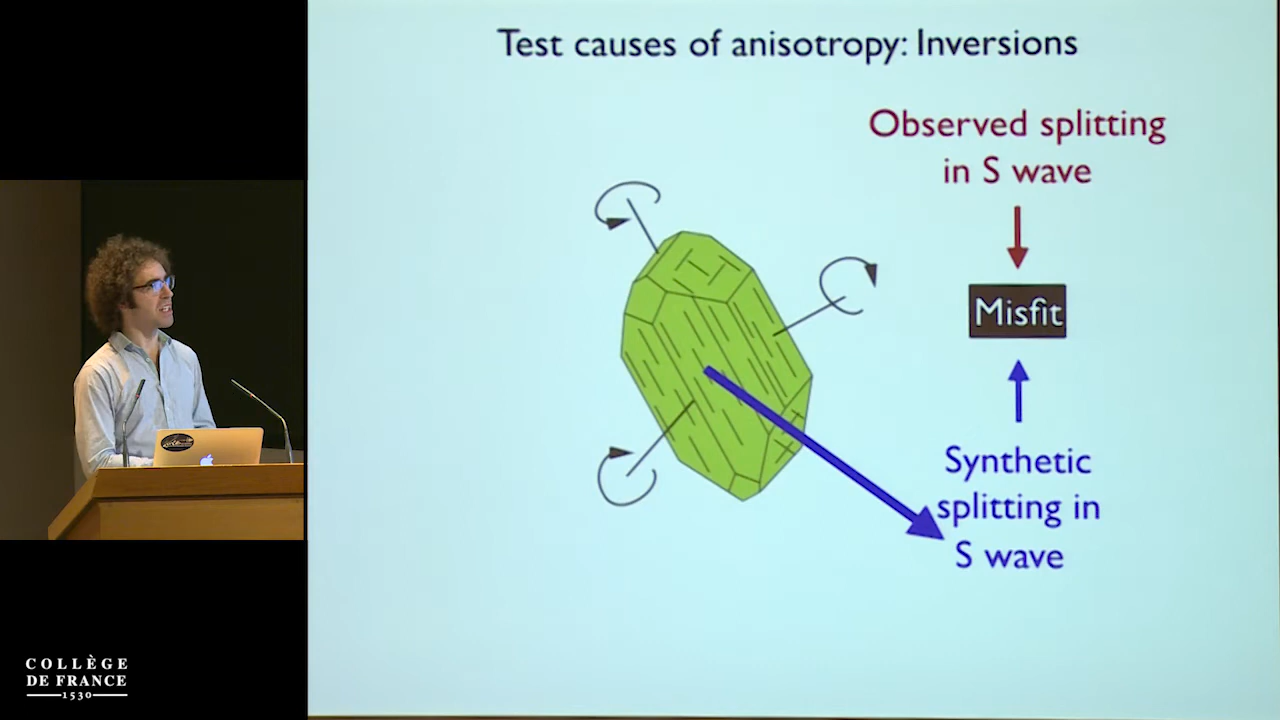 Test causes of anisotropy: Inversions
Observed splitting
in S wave
Misfit
Synthetic
splitting in
S wave
COLLÈGE
DE FRANCE
1530